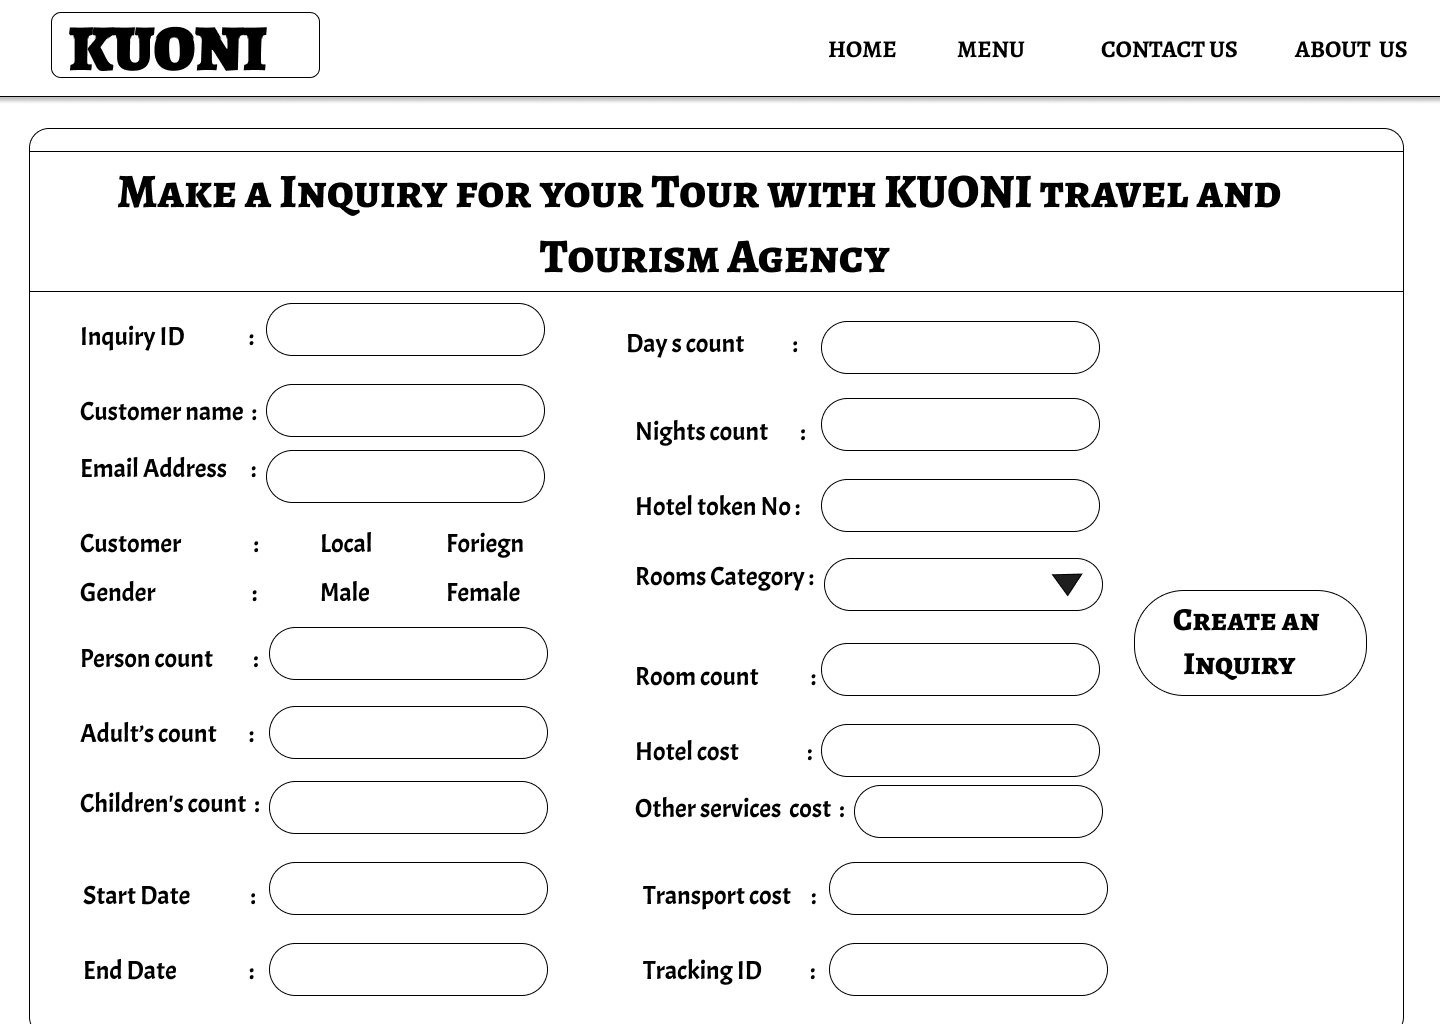 KUONI
HOME MENU CONTACT US ABOUT US
Make a Inquiry for your Tour with KUONI travel and
Tourism Agency
Inquiry ID :
Customer name :
Email Address :
Customer : Local Foriegn
Gender : Male Female
Person count :
Adult’s count :
Children's count :
Start Date :
End Date :
Day s count :
Nights count :
Hotel token No :
Rooms Category :
Room count :
Hotel cost :
Other services cost :
Transport cost :
Tracking ID :
Create an
Inquiry